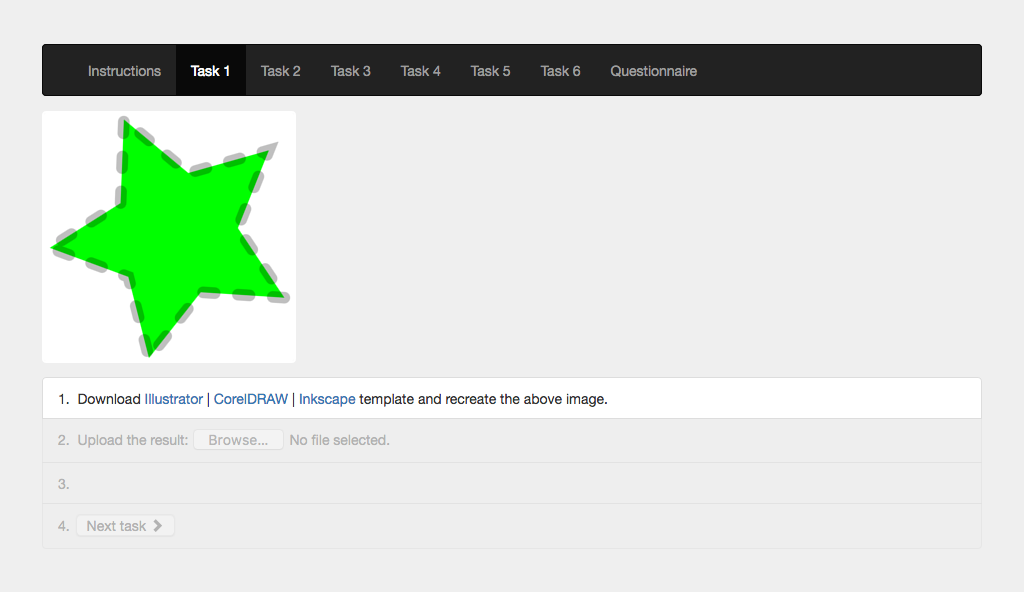 Instructions Task 1 Task 2 Task 3 Task 4 Task 5 Task 6 Questionnaire
1. Download Illustrator | CorelDRAW | Inkscape template and recreate the above image.
2. Upload the result: Browse... No file selected.
3.
4. Next task